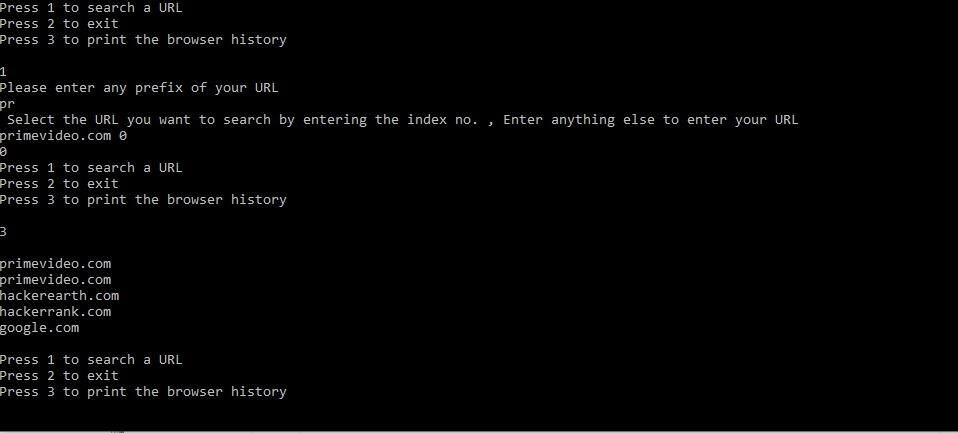 Press 1 to search a URL
Press 2 to exit
Press 3 to print the browser history
1
Please enter any prefix of your URL
pr
Select the URL you want to search by entering the index no. , Enter anything else to enter your URL
primevideo.com 0
0
Press 1 to search a URL
Press 2 to exit
Press 3 to print the browser history
3
primevideo.com
primevideo.com
hackerearth.com
hackerrank.com
google.com
Press 1 to search a URL
Press 2 to exit
Press 3 to print the browser history